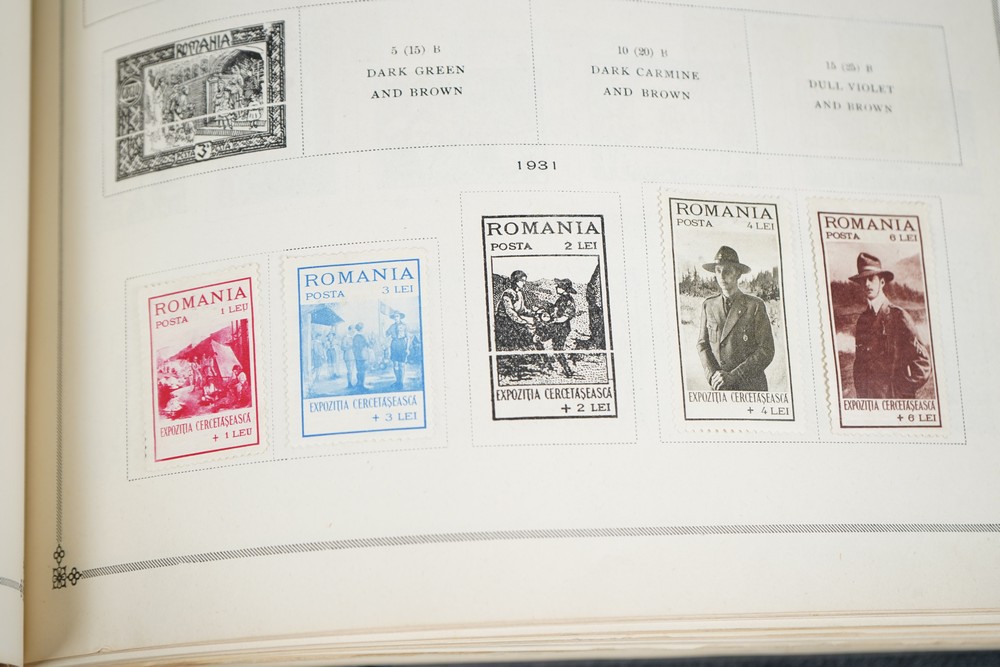 ROMANIA
3
5 (15) B
DARK GREEN
AND BROWN
10 (20) B
DARK CARMINE
AND BROWN
15 (25) B
DULL VIOLET
AND BROWN
1931
ROMANIA
POSTA 1 LEU
EXPOZIȚIA CERCETĂȘEASCĂ
+ 1 LEU
ROMANIA
POSTA 3 LEI
EXPOZIȚIA CERCETĂȘEASCĂ
+ 3 LEI
ROMANIA
POSTA 2 LEI
EXPOZIȚIA CERCETĂȘEASCĂ
+ 2 LEI
ROMANIA
POSTA 4 LEI
EXPOZIȚIA CERCETĂȘEASCĂ
+ 4 LEI
ROMANIA
POSTA 6 LEI
EXPOZIȚIA CERCETĂȘEASCĂ
+ 6 LEI